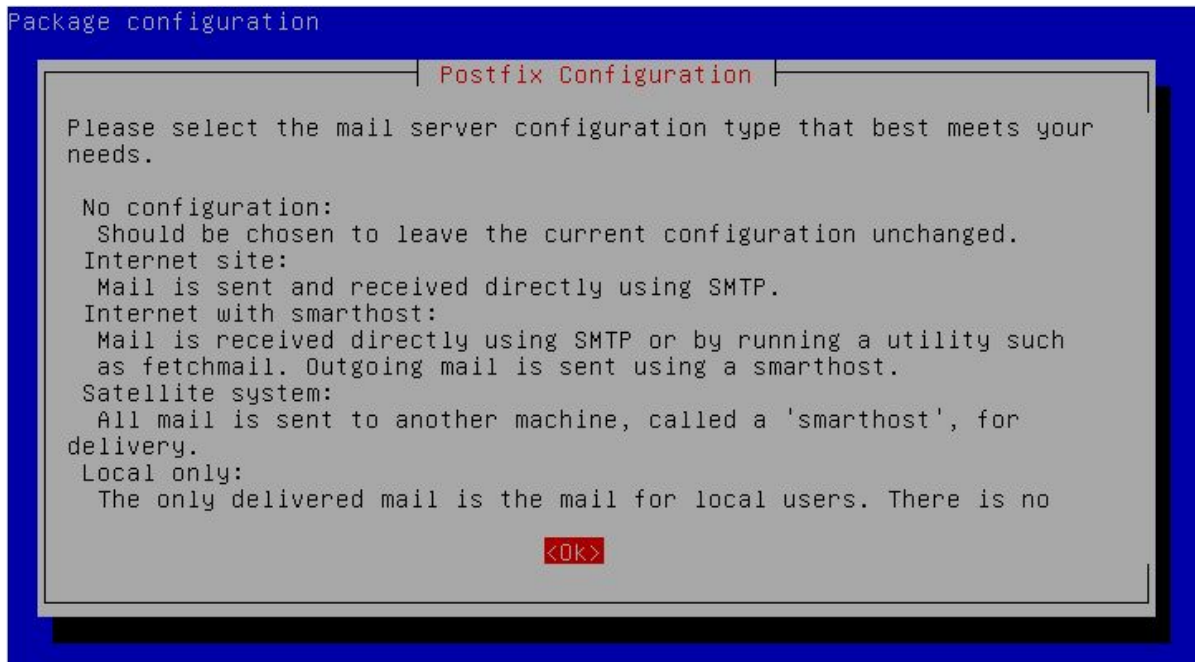 Package configuration
Postfix Configuration
Please select the mail server configuration type that best meets your
needs.
No configuration:
Should be chosen to leave the current configuration unchanged.
Internet site:
Mail is sent and received directly using SMTP.
Internet with smarthost:
Mail is received directly using SMTP or by running a utility such
as fetchmail. Outgoing mail is sent using a smarthost.
Satellite system:
All mail is sent to another machine, called a 'smarthost', for
delivery.
Local only:
The only delivered mail is the mail for local users. There is no
<Ok>